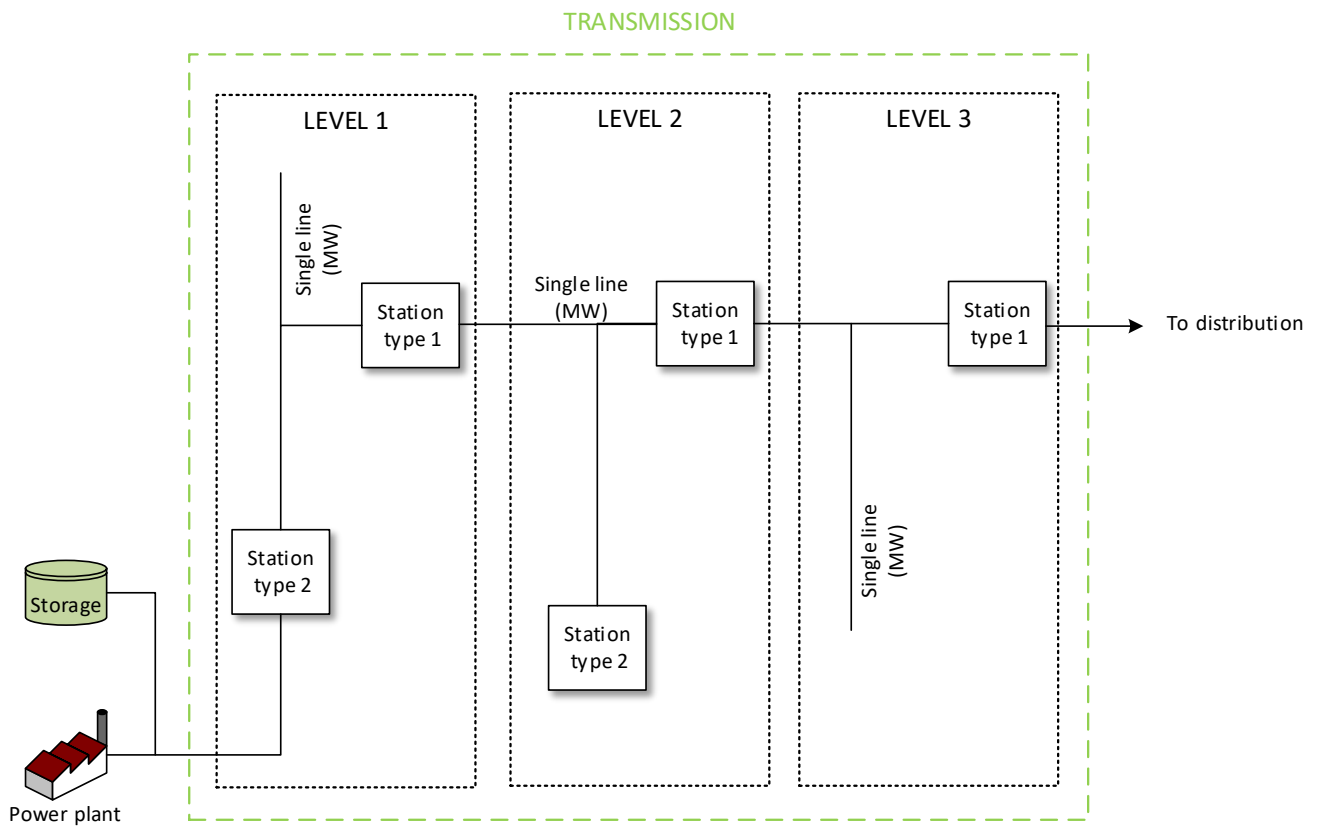 TRANSMISSION
LEVEL 1
LEVEL 2
LEVEL 3
Single line
(MW)
Station
type 1
Single line
(MW)
Station
type 1
Station
type 1
To distribution
Station
type 2
Storage
Station
type 2
Single line
(MW)
Power plant